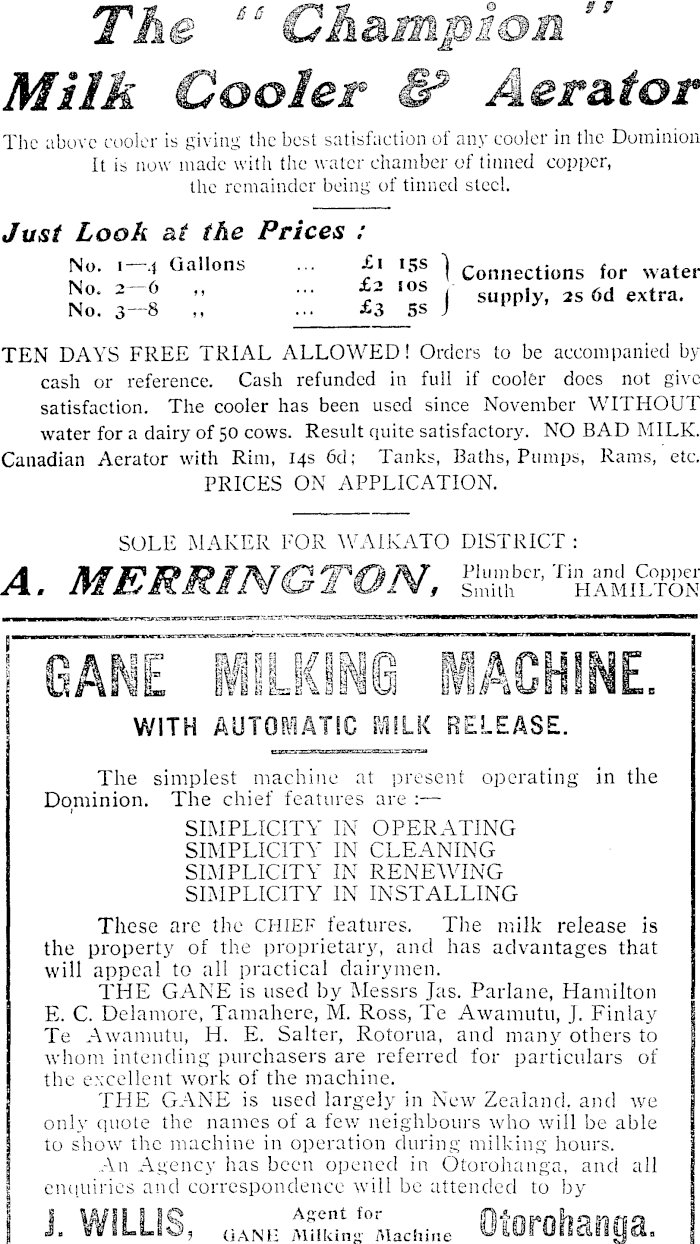 The "Champion"
Milk Cooler & Aerator
The above cooler is giving the best satisfaction of any cooler in the Dominion
It is now made with the water chamber of tinned copper,
the remainder being of tinned steel.
Just Look at the Prices :
No. 1—4 Gallons ... £1 15s
No. 2—6 ,, ... £2 10s
No. 3—8 ,, ... £3 5s
Connections for water
supply, 2s 6d extra.
TEN DAYS FREE TRIAL ALLOWED! Orders to be accompanied by
cash or reference. Cash refunded in full if cooler does not give
satisfaction. The cooler has been used since November WITHOUT
water for a dairy of 50 cows. Result quite satisfactory. NO BAD MILK.
Canadian Aerator with Rim, 14s 6d; Tanks, Baths, Pumps, Rams, etc.
PRICES ON APPLICATION.
SOLE MAKER FOR WAIKATO DISTRICT :
A. MERRINGTON, Plumber, Tin and Copper
Smith HAMILTON
GANE MILKING MACHINE.
WITH AUTOMATIC MILK RELEASE.
The simplest machine at present operating in the
Dominion. The chief features are :—
SIMPLICITY IN OPERATING
SIMPLICITY IN CLEANING
SIMPLICITY IN RENEWING
SIMPLICITY IN INSTALLING
These are the CHIEF features. The milk release is
the property of the proprietary, and has advantages that
will appeal to all practical dairymen.
THE GANE is used by Messrs Jas. Parlane, Hamilton
E. C. Delamore, Tamahere, M. Ross, Te Awamutu, J. Finlay
Te Awamutu, H. E. Salter, Rotorua, and many others to
whom intending purchasers are referred for particulars of
the excellent work of the machine.
THE GANE is used largely in New Zealand. and we
only quote the names of a few neighbours who will be able
to show the machine in operation during milking hours.
An Agency has been opened in Otorohanga, and all
enquiries and correspondence will be attended to by
J. WILLIS, Agent for
GANE Milking Machine Otorohanga.